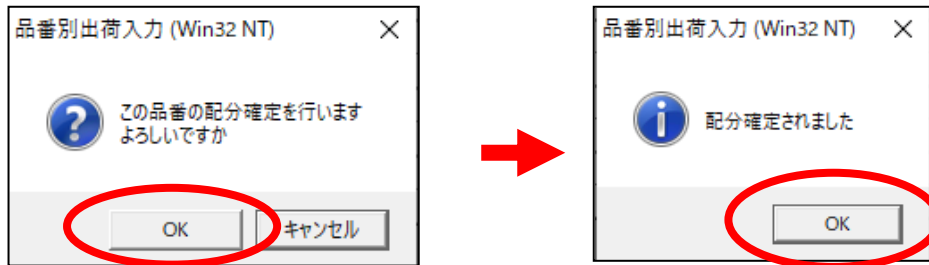 品番別出荷入力 (Win32 NT)
この品番の配分確定を行います
よろしいですか
OK
キャンセル
品番別出荷入力 (Win32 NT)
配分確定されました
OK